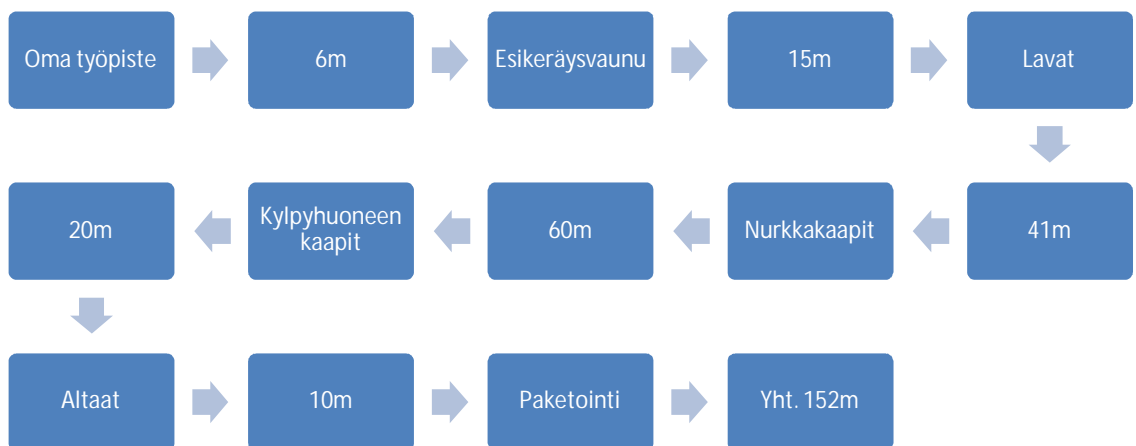 Oma työpiste
6m
Esikeräysvaunu
15m
Lavat
41m
Nurkkakaapit
60m
Kylpyhuoneen
kaapit
20m
Altaat
10m
Paketointi
Yht. 152m